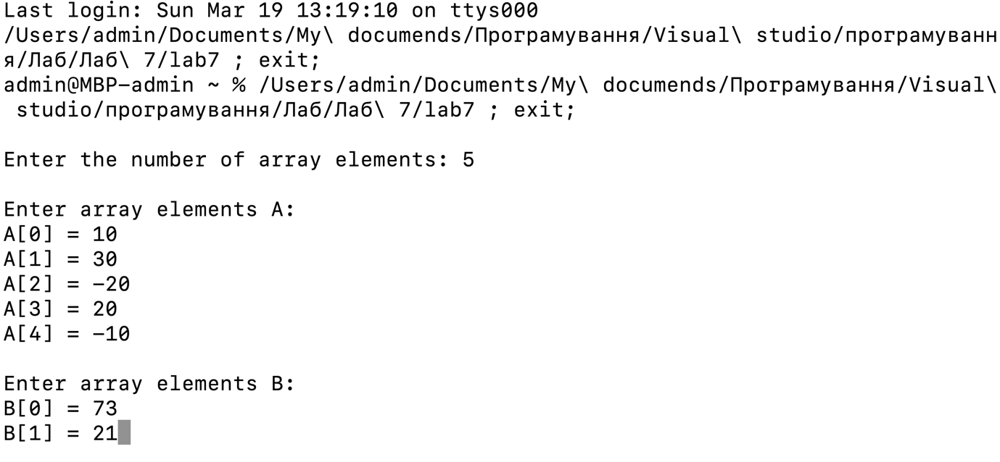 Last login: Sun Mar 19 13:19:10 on ttys000
/Users/admin/Documents/My\ documends/Програмування/Visual\ studio/програмуванн
я/Лаб/Лаб\ 7/lab7 ; exit;
admin@MBP-admin ~ % /Users/admin/Documents/My\ documends/Програмування/Visual\
 studio/програмування/Лаб/Лаб\ 7/lab7 ; exit;
Enter the number of array elements: 5
Enter array elements A:
A[0] = 10
A[1] = 30
A[2] = -20
A[3] = 20
A[4] = -10
Enter array elements B:
B[0] = 73
B[1] = 21